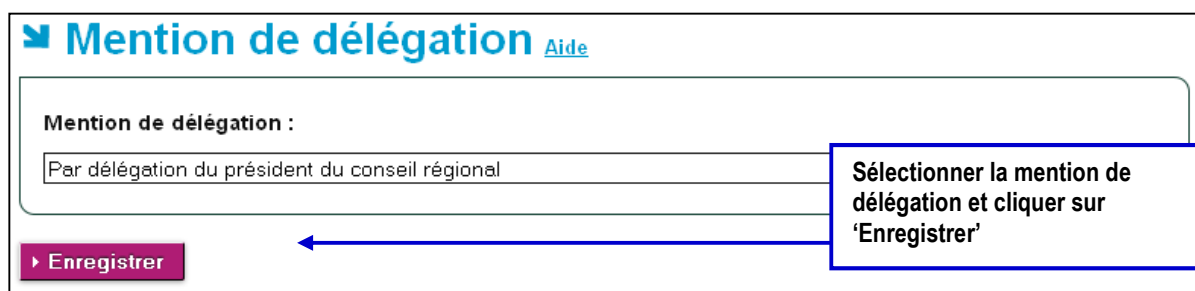 Mention de délégation Aide
Mention de délégation :
Par délégation du président du conseil régional
Sélectionner la mention de
délégation et cliquer sur
‘Enregistrer’
Enregistrer